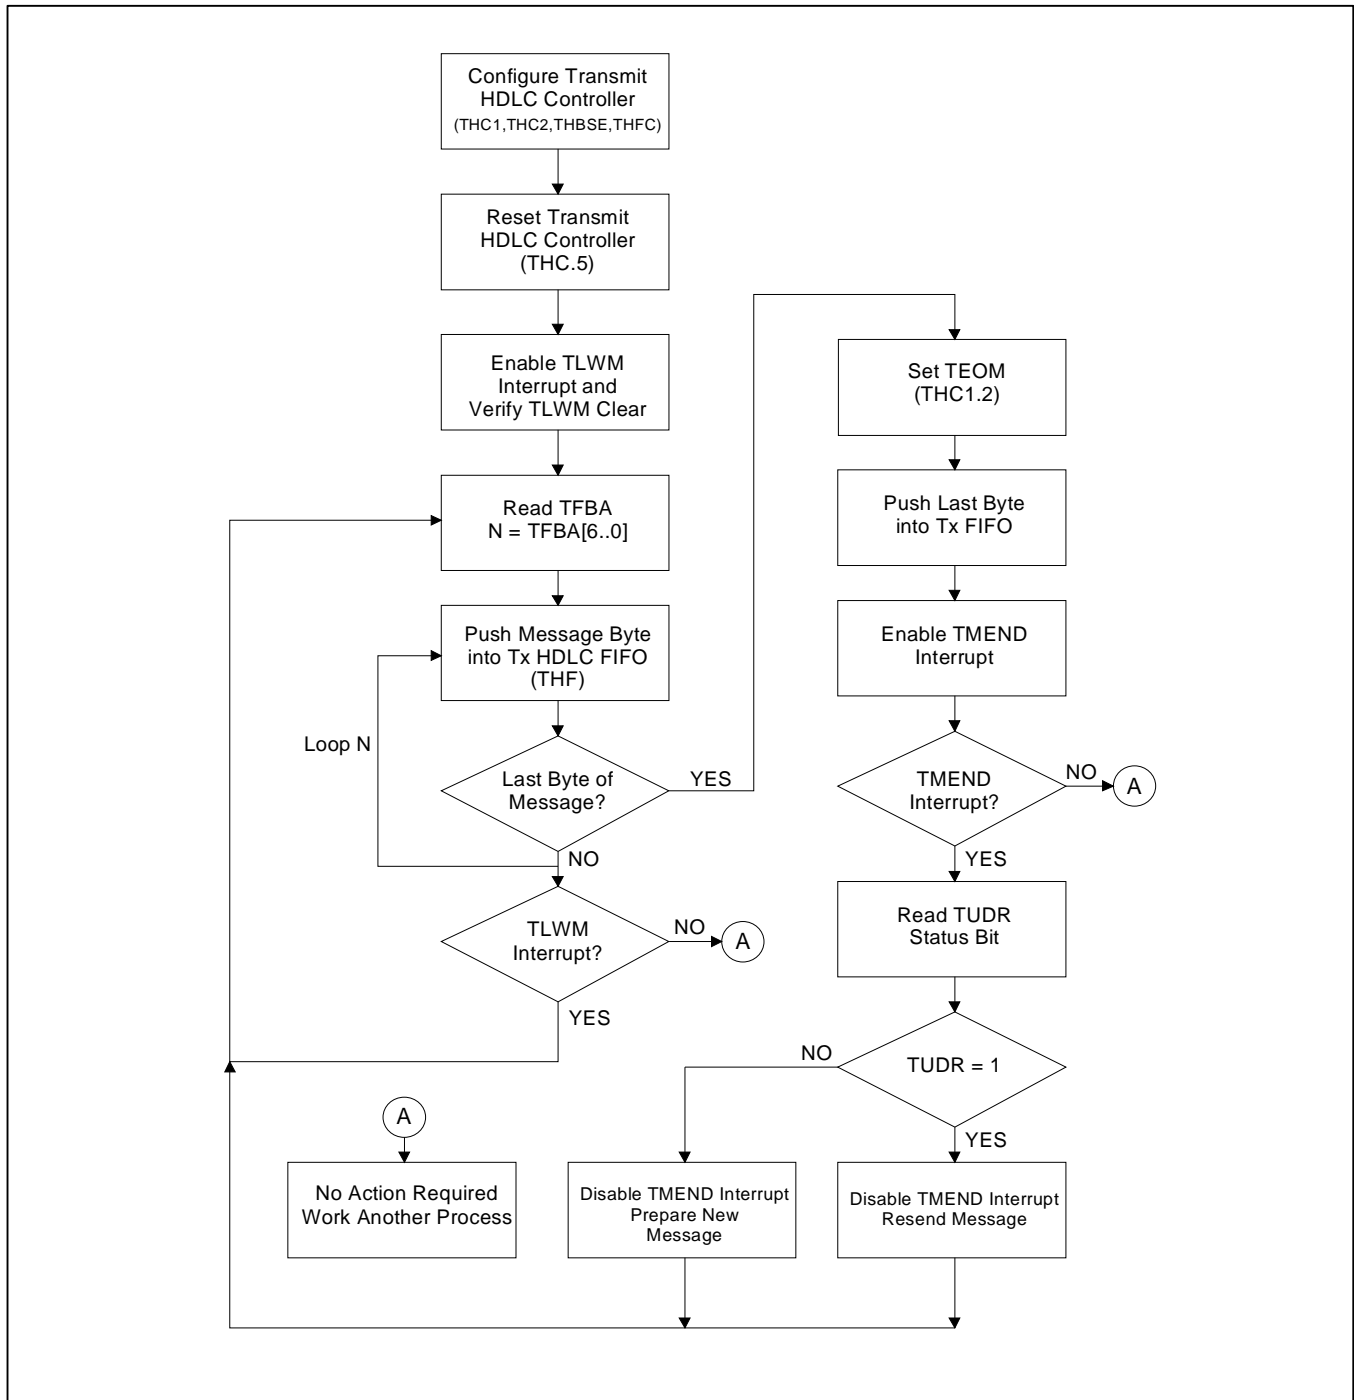 Configure Transmit
HDLC Controller
(THC1,THC2,THBSE,THFC)
Reset Transmit
HDLC Controller
(THC.5)
Enable TLWM
Interrupt and
Verify TLWM Clear
Read TFBA
N = TFBA[6..0]
Push Message Byte
into Tx HDLC FIFO
(THF)
Loop N
Last Byte of
Message?
YES
NO
TLWM
Interrupt?
NO
A
YES
Set TEOM
(THC1.2)
Push Last Byte
into Tx FIFO
Enable TMEND
Interrupt
TMEND
Interrupt?
NO
A
YES
Read TUDR
Status Bit
TUDR = 1
NO
YES
A
No Action Required
Work Another Process
Disable TMEND Interrupt
Prepare New
Message
Disable TMEND Interrupt
Resend Message